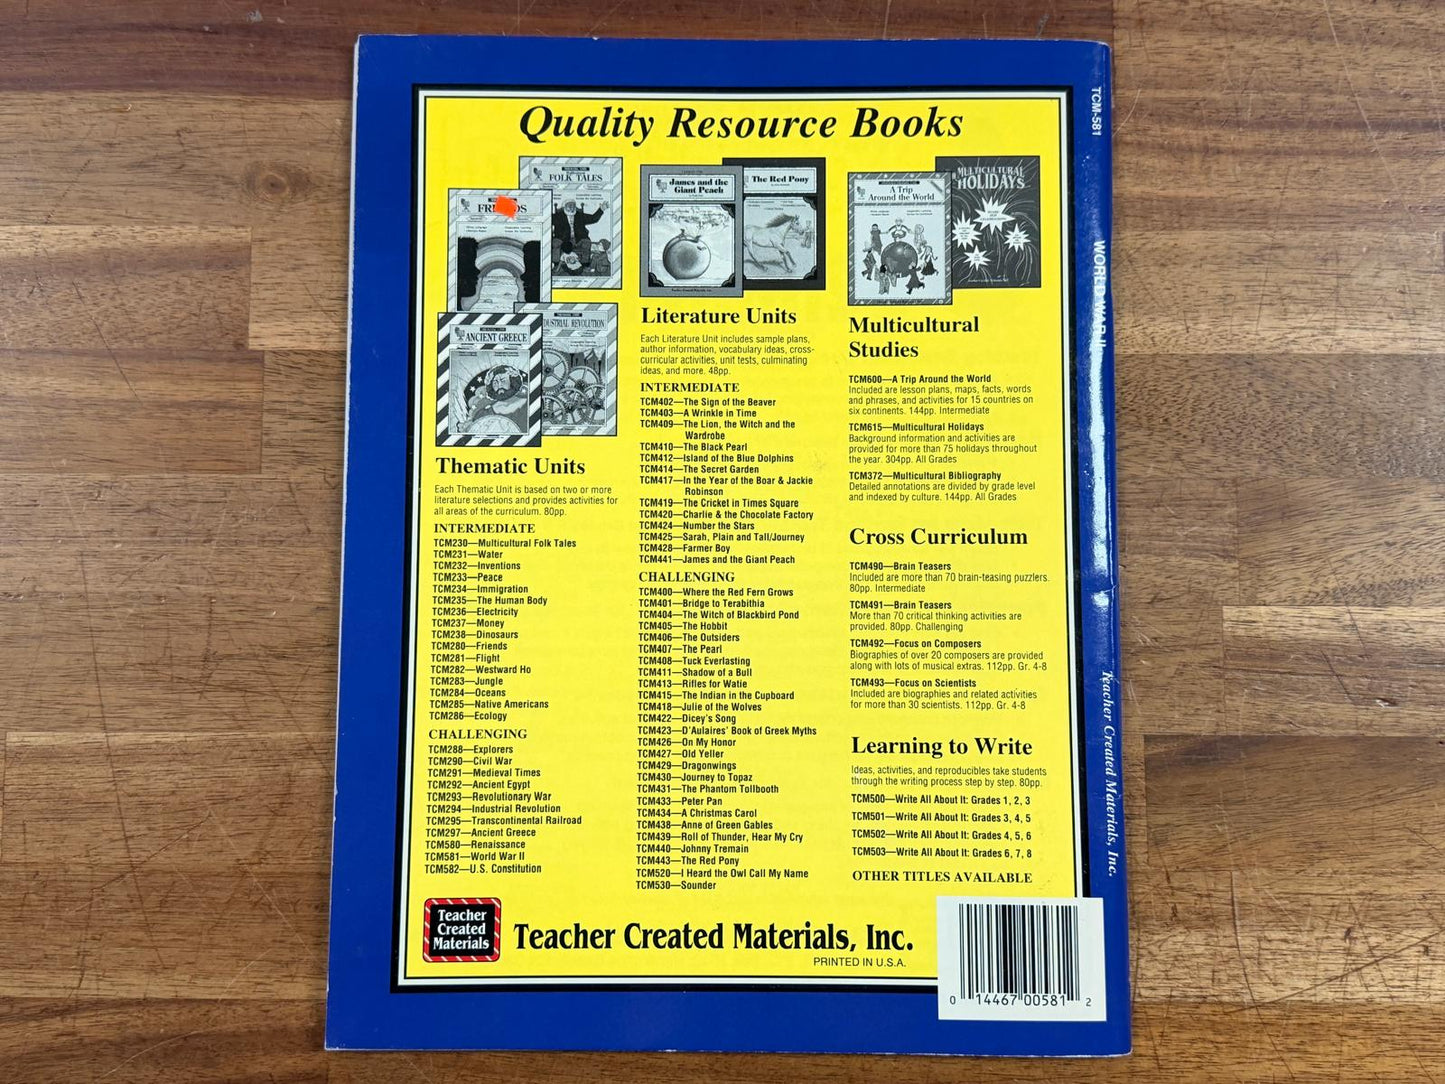 Quality Resource Books
FOLK TALES
ANCIENT GREECE
INDUSTRIAL REVOLUTION
Thematic Units
Each Thematic Unit is based on two or more
literature selections and provides activities for
all areas of the curriculum. 80pp.
INTERMEDIATE
TCM230—Multicultural Folk Tales
TCM231—Water
TCM232—Inventions
TCM233—Peace
TCM234—Immigration
TCM235—The Human Body
TCM236—Electricity
TCM237—Money
TCM238—Dinosaurs
TCM280—Friends
TCM281—Flight
TCM282—Westward Ho
TCM283—Jungle
TCM284—Oceans
TCM285—Native Americans
TCM286—Ecology
CHALLENGING
TCM288—Explorers
TCM290—Civil War
TCM291—Medieval Times
TCM292—Ancient Egypt
TCM293—Revolutionary War
TCM294—Industrial Revolution
TCM295—Transcontinental Railroad
TCM297—Ancient Greece
TCM580—Renaissance
TCM581—World War II
TCM582—U.S. Constitution
James and the
Giant Peach
The Red Pony
Literature Units
Each Literature Unit includes sample plans,
author information, vocabulary ideas, cross-
curricular activities, unit tests, culminating
ideas, and more. 48pp.
INTERMEDIATE
TCM402—The Sign of the Beaver
TCM403—A Wrinkle in Time
TCM409—The Lion, the Witch and the
Wardrobe
TCM410—The Black Pearl
TCM412—Island of the Blue Dolphins
TCM414—The Secret Garden
TCM417—In the Year of the Boar & Jackie
Robinson
TCM419—The Cricket in Times Square
TCM420—Charlie & the Chocolate Factory
TCM424—Number the Stars
TCM425—Sarah, Plain and Tall/Journey
TCM428—Farmer Boy
TCM441—James and the Giant Peach
CHALLENGING
TCM400—Where the Red Fern Grows
TCM401—Bridge to Terabithia
TCM404—The Witch of Blackbird Pond
TCM405—The Hobbit
TCM406—The Outsiders
TCM407—The Pearl
TCM408—Tuck Everlasting
TCM411—Shadow of a Bull
TCM413—Rifles for Watie
TCM415—The Indian in the Cupboard
TCM418—Julie of the Wolves
TCM422—Dicey's Song
TCM423—D'Aulaires' Book of Greek Myths
TCM426—On My Honor
TCM427—Old Yeller
TCM429—Dragonwings
TCM430—Journey to Topaz
TCM431—The Phantom Tollbooth
TCM433—Peter Pan
TCM434—A Christmas Carol
TCM438—Anne of Green Gables
TCM439—Roll of Thunder, Hear My Cry
TCM440—Johnny Tremain
TCM443—The Red Pony
TCM520—I Heard the Owl Call My Name
TCM530—Sounder
A Trip
Around the World
MULTICULTURAL
HOLIDAYS
Multicultural
Studies
TCM600—A Trip Around the World
Included are lesson plans, maps, facts, words
and phrases, and activities for 15 countries on
six continents. 144pp. Intermediate
TCM615—Multicultural Holidays
Background information and activities are
provided for more than 75 holidays throughout
the year. 304pp. All Grades
TCM372—Multicultural Bibliography
Detailed annotations are divided by grade level
and indexed by culture. 144pp. All Grades
Cross Curriculum
TCM490—Brain Teasers
Included are more than 70 brain-teasing puzzlers.
80pp. Intermediate
TCM491—Brain Teasers
More than 70 critical thinking activities are
provided. 80pp. Challenging
TCM492—Focus on Composers
Biographies of over 20 composers are provided
along with lots of musical extras. 112pp. Gr. 4-8
TCM493—Focus on Scientists
Included are biographies and related activities
for more than 30 scientists. 112pp. Gr. 4-8
Learning to Write
Ideas, activities, and reproducibles take students
through the writing process step by step. 80pp.
TCM500—Write All About It: Grades 1, 2, 3
TCM501—Write All About It: Grades 3, 4, 5
TCM502—Write All About It: Grades 4, 5, 6
TCM503—Write All About It: Grades 6, 7, 8
OTHER TITLES AVAILABLE
Teacher
Created
Materials
Teacher Created Materials, Inc.
PRINTED IN U.S.A.
0 14467 00581 2
TCM-581
WORLD WAR II
Teacher Created Materials, Inc.